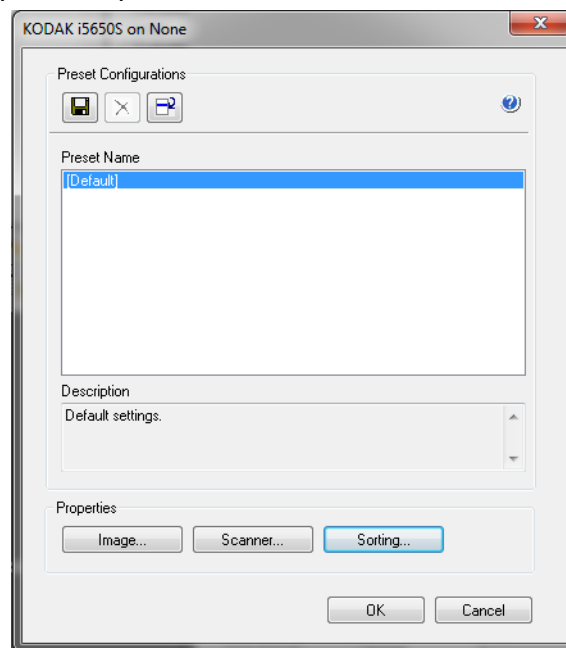 KODAK i5650S on None
Preset Configurations
Preset Name
[Default]
Description
Default settings.
Properties
Image...
Scanner...
Sorting...
OK
Cancel